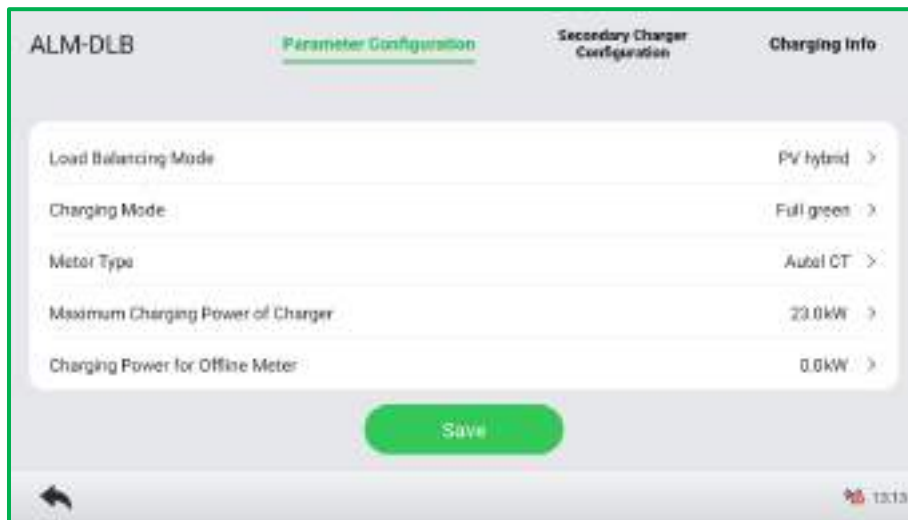 ALM-DLB
Parameter Configuration
Secondary Charger
Configuration
Charging Info
Load Balancing Mode
PV hybrid >
Charging Mode
Full green >
Meter Type
Autel CT >
Maximum Charging Power of Charger
23.0kW >
Charging Power for Offline Meter
0.0kW >
Save
13:13